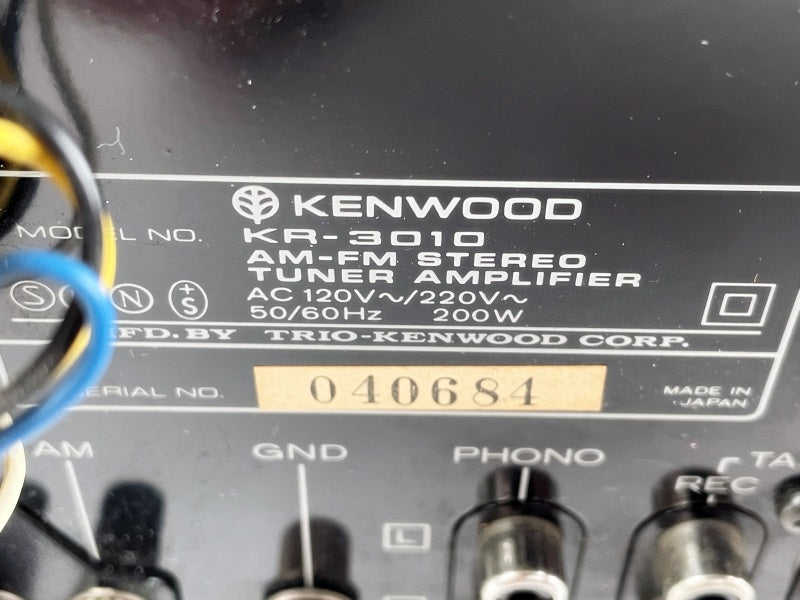 KENWOOD
MODEL NO. KR-3010
AM-FM STEREO
TUNER AMPLIFIER
AC 120V~/220V~
50/60Hz 200W
S N +S
MFD. BY TRIO-KENWOOD CORP.
SERIAL NO. 040684 MADE IN
JAPAN
AM GND PHONO
REC
L